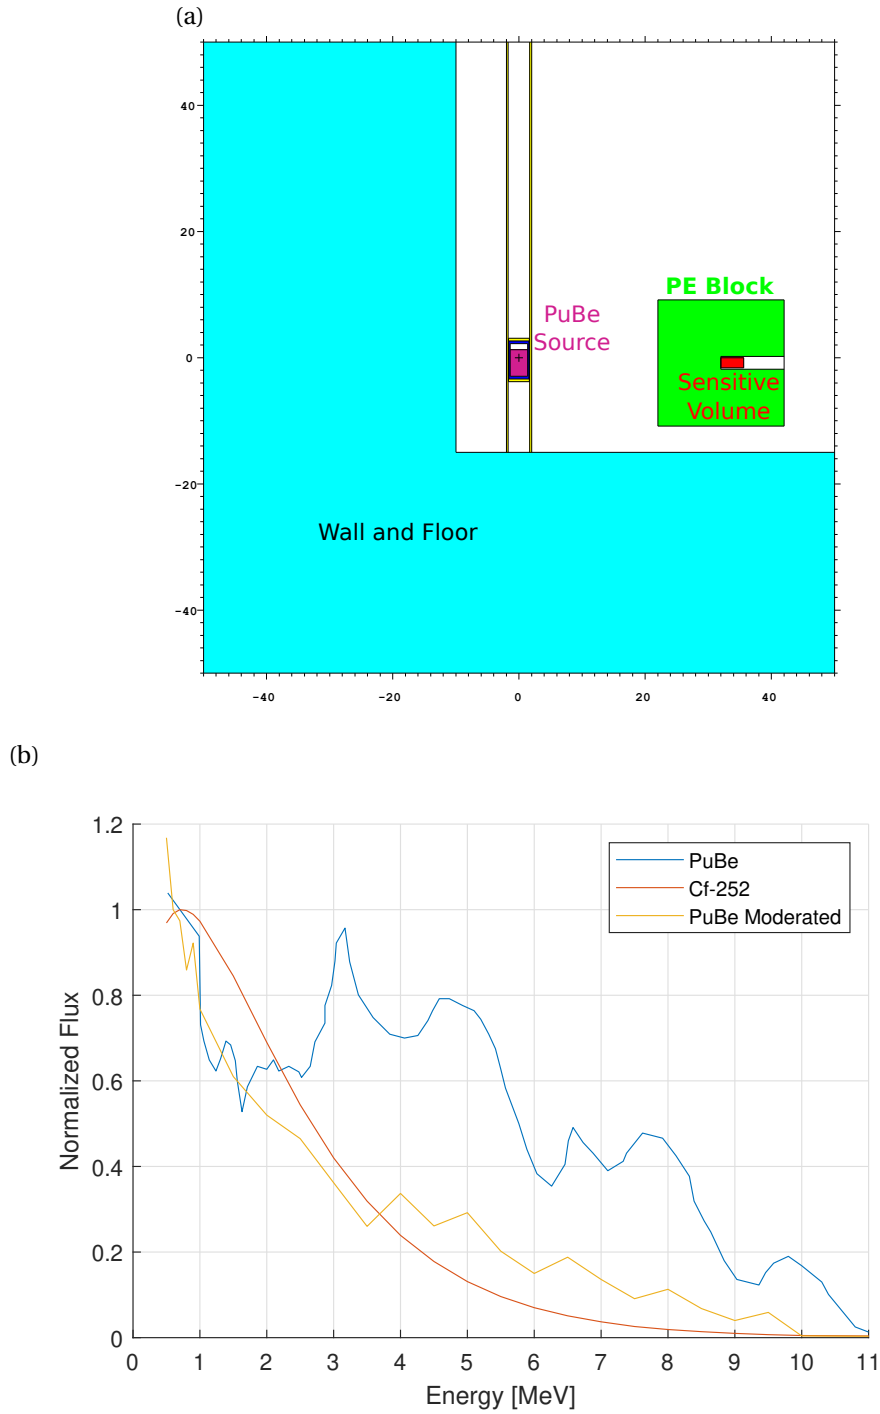 (a)
40
20
0
-20
-40
-40
-20
0
20
40
PE Block
PuBe
Source
Sensitive
Volume
Wall and Floor
(b)
1.2
1
0.8
0.6
0.4
0.2
0
Normalized Flux
PuBe
Cf-252
PuBe Moderated
0
1
2
3
4
5
6
7
8
9
10
11
Energy [MeV]